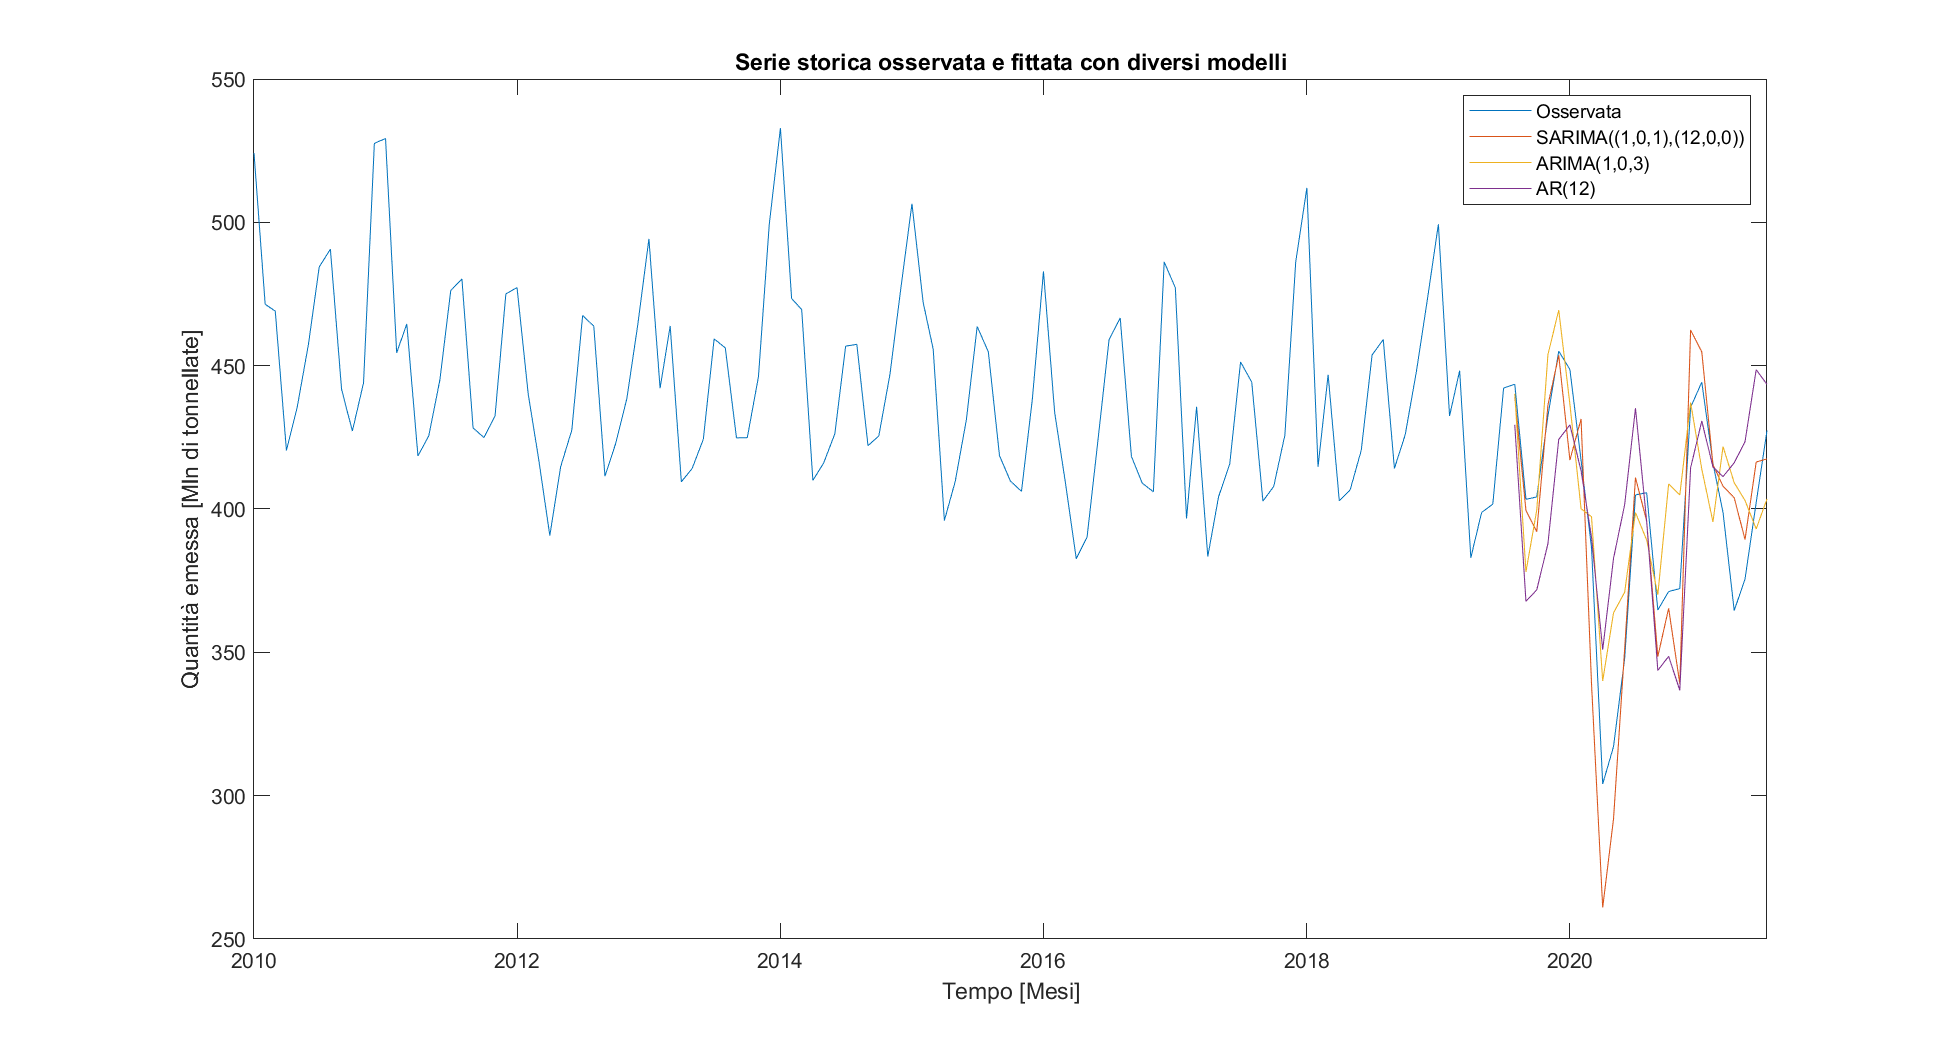 Serie storica osservata e fittata con diversi modelli
550
500
450
400
350
300
250
Quantità emessa [Mln di tonnellate]
Osservata
SARIMA((1,0,1),(12,0,0))
ARIMA(1,0,3)
AR(12)
2010
2012
2014
2016
2018
2020
Tempo [Mesi]